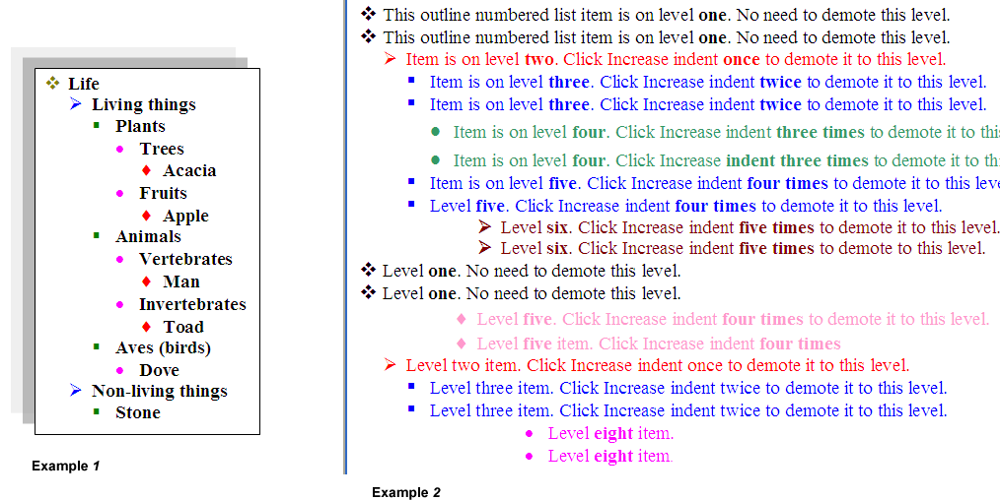 Life
Living things
Plants
Trees
Acacia
Fruits
Apple
Animals
Vertebrates
Man
Invertebrates
Toad
Aves (birds)
Dove
Non-living things
Stone
Example 1
This outline numbered list item is on level one. No need to demote this level.
This outline numbered list item is on level one. No need to demote this level.
Item is on level two. Click Increase indent once to demote it to this level.
Item is on level three. Click Increase indent twice to demote it to this level.
Item is on level three. Click Increase indent twice to demote it to this level.
Item is on level four. Click Increase indent three times to demote it to thi
Item is on level four. Click Increase indent three times to demote it to th
Item is on level five. Click Increase indent four times to demote it to this leve
Level five. Click Increase indent four times to demote it to this level.
Level six. Click Increase indent five times to demote it to this level.
Level six. Click Increase indent five times to demote it to this level.
Level one. No need to demote this level.
Level one. No need to demote this level.
Level five. Click Increase indent four times to demote it to this level.
Level five item. Click Increase indent four times
Level two item. Click Increase indent once to demote it to this level.
Level three item. Click Increase indent twice to demote it to this level.
Level three item. Click Increase indent twice to demote it to this level.
Level eight item.
Level eight item.
Example 2